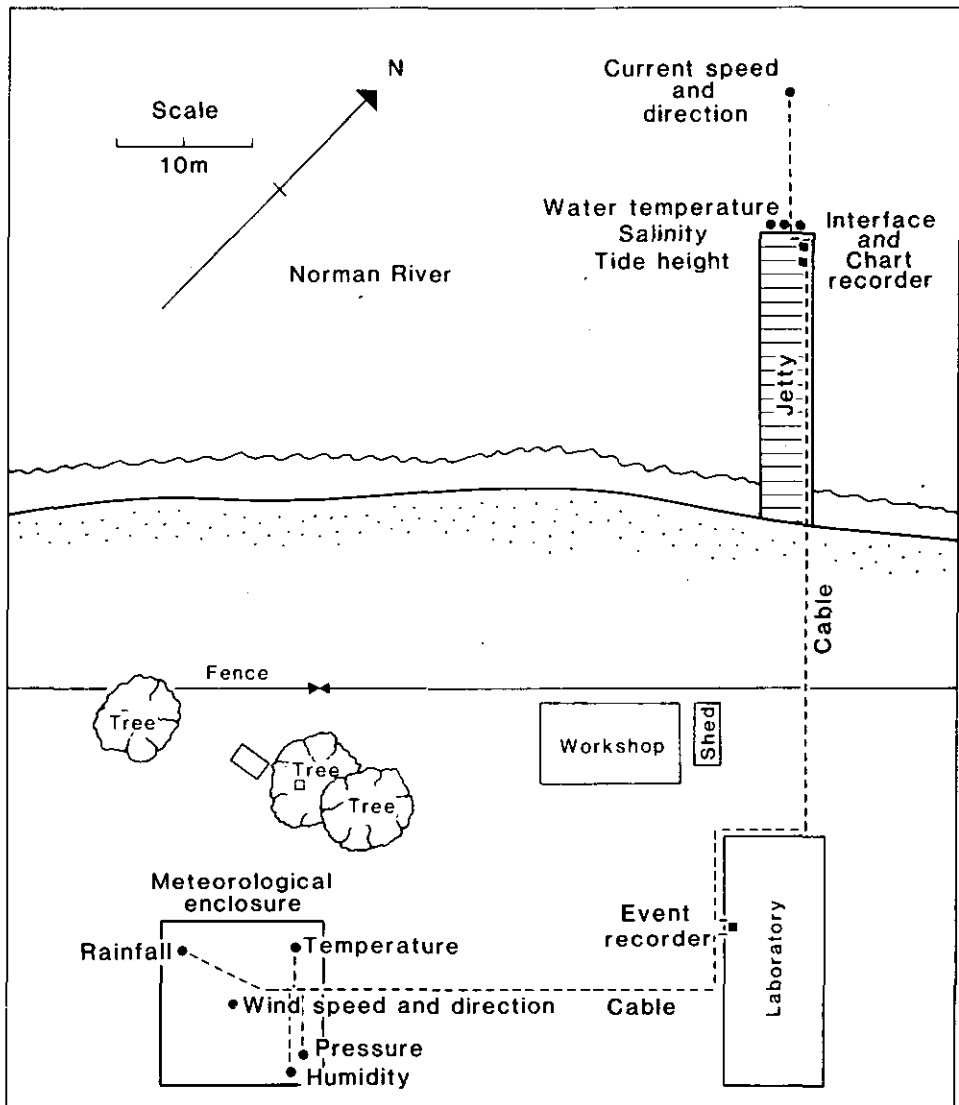 N
Scale
10m
Current speed
and
direction
Water temperature
Salinity
Tide height
Interface
and
Chart
recorder
Norman River
Jetty
Cable
Fence
Tree
Tree
Tree
Workshop
Shed
Meteorological
enclosure
Rainfall
Temperature
Wind speed and direction
Pressure
Humidity
Cable
Event
recorder
Laboratory